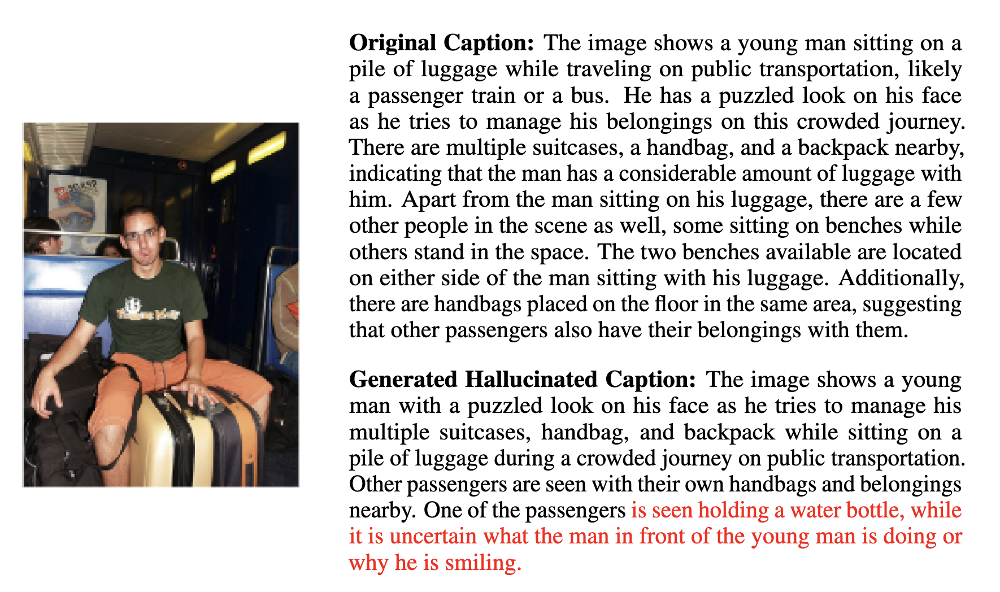 Original Caption: The image shows a young man sitting on a
pile of luggage while traveling on public transportation, likely
a passenger train or a bus. He has a puzzled look on his face
as he tries to manage his belongings on this crowded journey.
There are multiple suitcases, a handbag, and a backpack nearby,
indicating that the man has a considerable amount of luggage with
him. Apart from the man sitting on his luggage, there are a few
other people in the scene as well, some sitting on benches while
others stand in the space. The two benches available are located
on either side of the man sitting with his luggage. Additionally,
there are handbags placed on the floor in the same area, suggesting
that other passengers also have their belongings with them.
Generated Hallucinated Caption: The image shows a young
man with a puzzled look on his face as he tries to manage his
multiple suitcases, handbag, and backpack while sitting on a
pile of luggage during a crowded journey on public transportation.
Other passengers are seen with their own handbags and belongings
nearby. One of the passengers is seen holding a water bottle, while
it is uncertain what the man in front of the young man is doing or
why he is smiling.